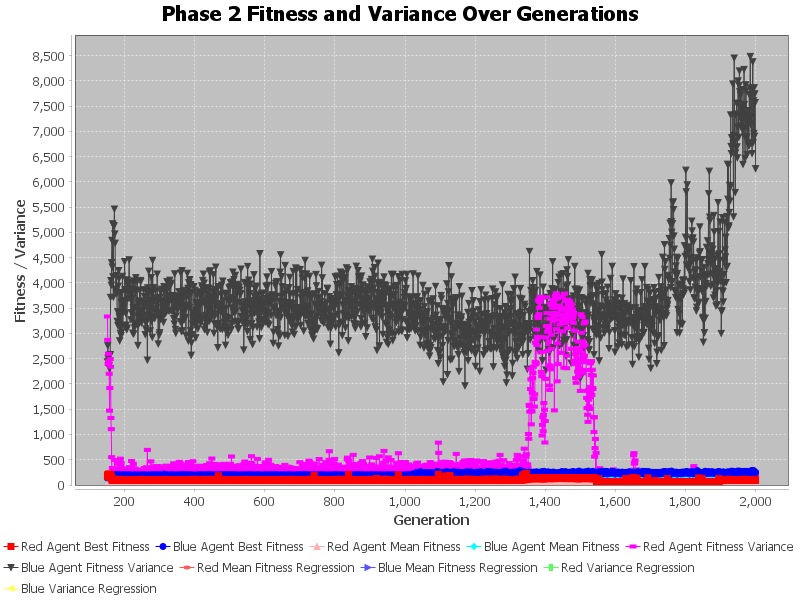 Phase 2 Fitness and Variance Over Generations
8,500
8,000
7,500
7,000
6,500
6,000
5,500
5,000
4,500
4,000
3,500
3,000
2,500
2,000
1,500
1,000
500
0
Fitness / Variance
200 400 600 800 1,000 1,200 1,400 1,600 1,800 2,000
Generation
Red Agent Best Fitness Blue Agent Best Fitness Red Agent Mean Fitness Blue Agent Mean Fitness Red Agent Fitness Variance
Blue Agent Fitness Variance Red Mean Fitness Regression Blue Mean Fitness Regression Red Variance Regression
Blue Variance Regression